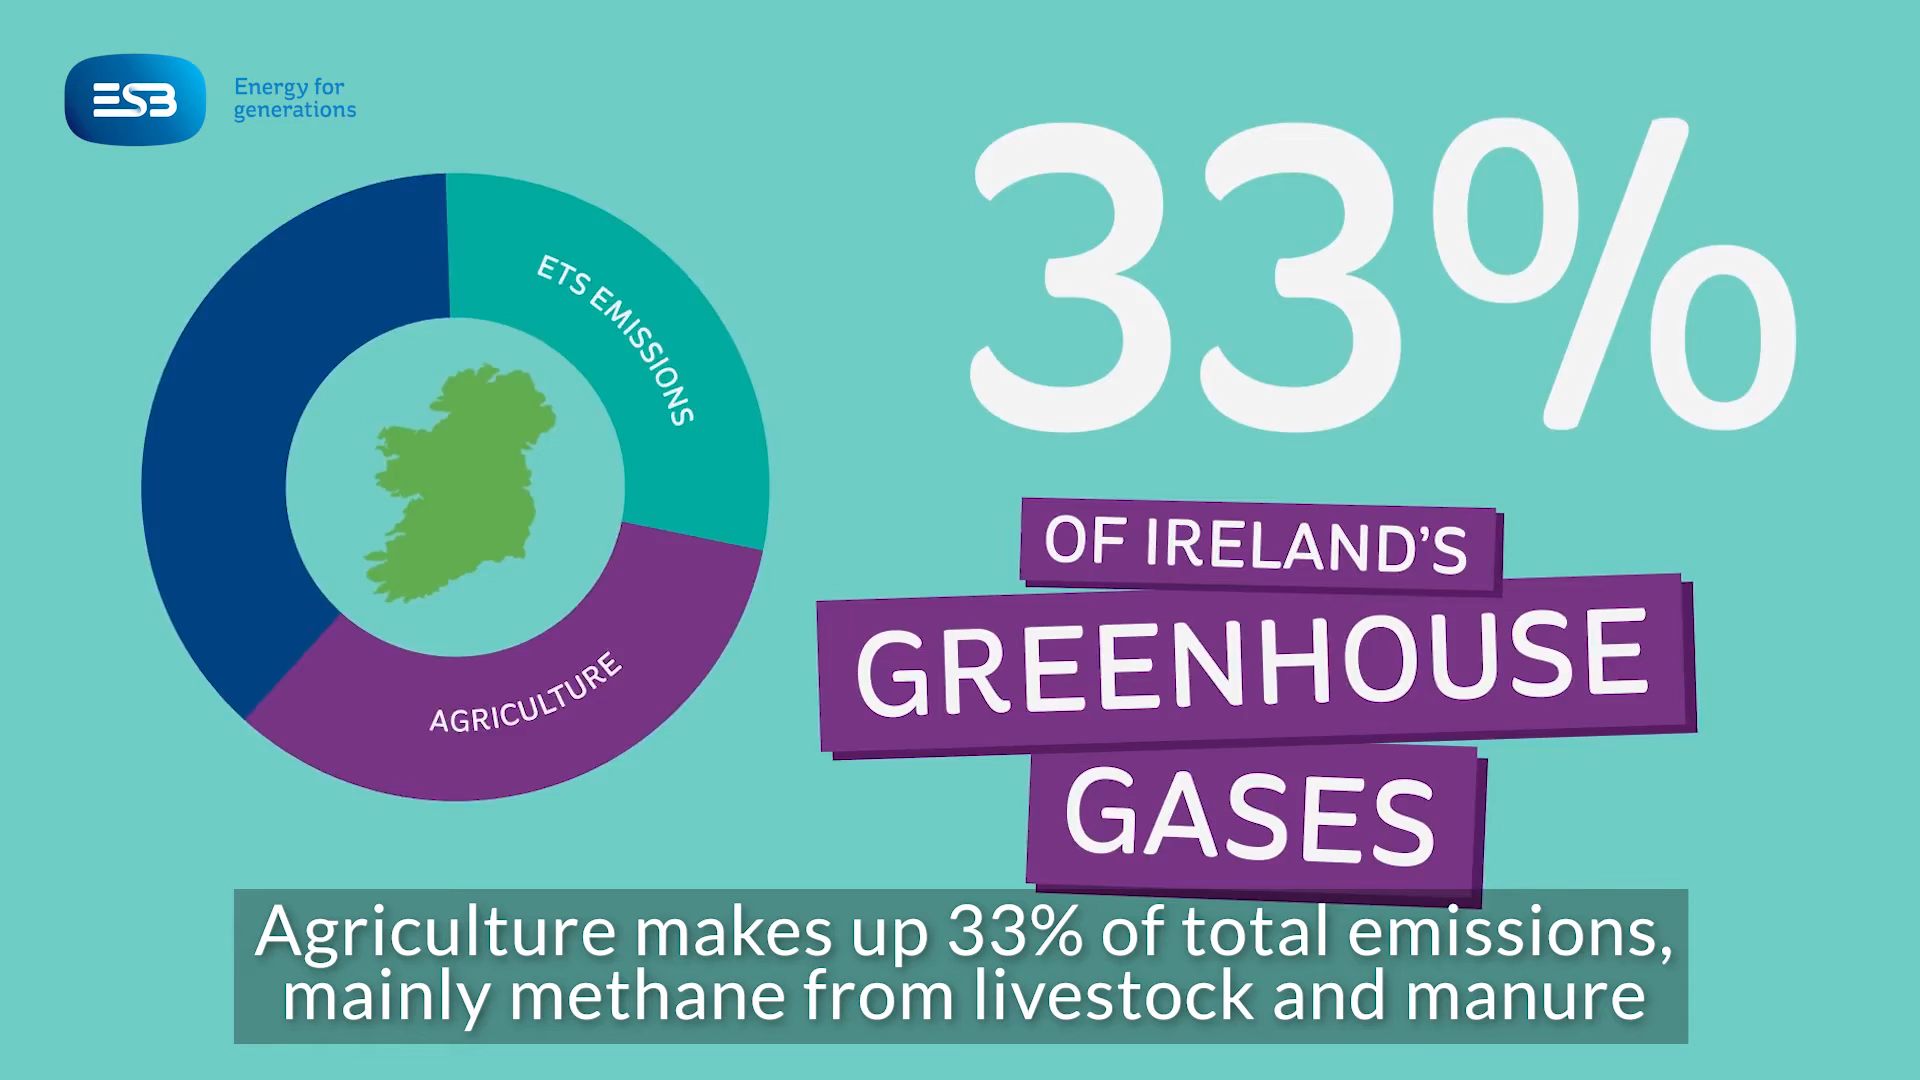 ESB
Energy for
generations
33%
ETS EMISSIONS
AGRICULTURE
OF IRELAND’S
GREENHOUSE
GASES
Agriculture makes up 33% of total emissions,
mainly methane from livestock and manure